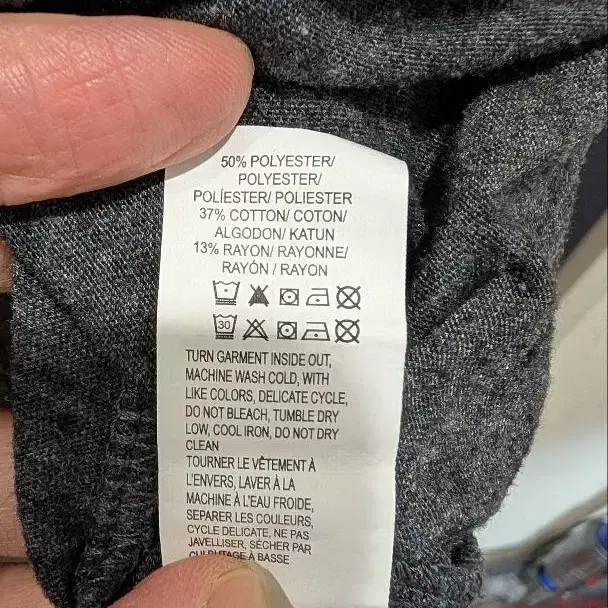 50% POLYESTER/
POLYESTER/
POLÍESTER/ POLIESTER
37% COTTON/ COTON/
ALGODON/ KATUN
13% RAYON/ RAYONNE/
RAYÓN / RAYON
30
TURN GARMENT INSIDE OUT,
MACHINE WASH COLD, WITH
LIKE COLORS, DELICATE CYCLE,
DO NOT BLEACH, TUMBLE DRY
LOW, COOL IRON, DO NOT DRY
CLEAN
TOURNER LE VÊTEMENT À
L'ENVERS, LAVER À LA
MACHINE À L'EAU FROIDE,
SEPARER LES COULEURS,
CYCLE DELICATE, NE PAS
JAVELLISER, SÉCHER PAR
CULBUTAGE À BASSE